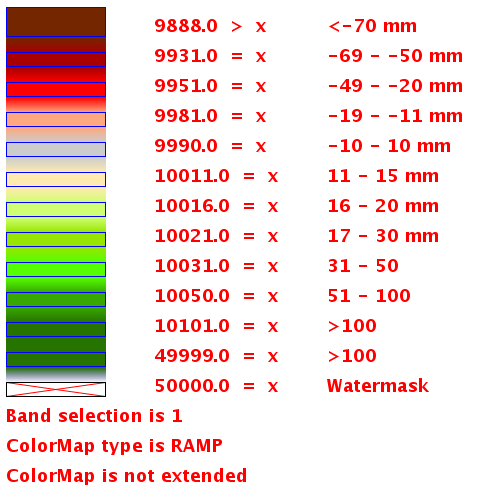 9888.0 > x <-70 mm
9931.0 = x -69 - -50 mm
9951.0 = x -49 - -20 mm
9981.0 = x -19 - -11 mm
9990.0 = x -10 - 10 mm
10011.0 = x 11 - 15 mm
10016.0 = x 16 - 20 mm
10021.0 = x 17 - 30 mm
10031.0 = x 31 - 50
10050.0 = x 51 - 100
10101.0 = x >100
49999.0 = x >100
50000.0 = x Watermask
Band selection is 1
ColorMap type is RAMP
ColorMap is not extended